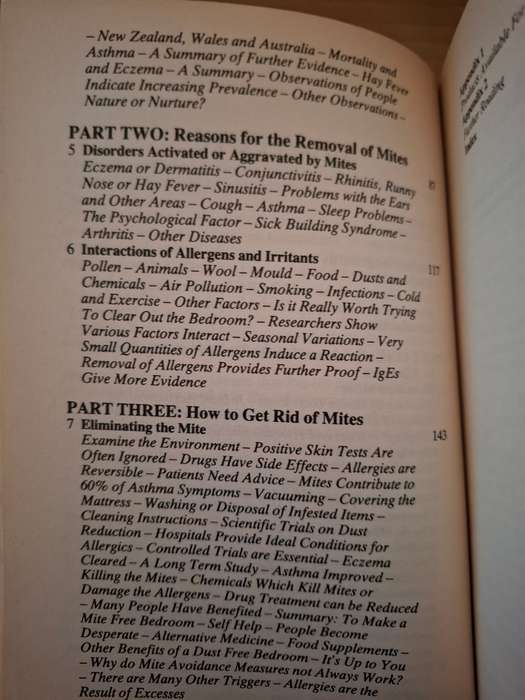 – New Zealand, Wales and Australia – Mortality and
Asthma – A Summary of Further Evidence – Hay Fever
and Eczema – A Summary – Observations of People
Indicate Increasing Prevalence – Other Observations –
Nature or Nurture?
PART TWO: Reasons for the Removal of Mites
5 Disorders Activated or Aggravated by Mites
Eczema or Dermatitis – Conjunctivitis – Rhinitis, Runny
Nose or Hay Fever – Sinusitis – Problems with the Ears
and Other Areas – Cough – Asthma – Sleep Problems –
The Psychological Factor – Sick Building Syndrome –
Arthritis – Other Diseases
6 Interactions of Allergens and Irritants 117
Pollen – Animals – Wool – Mould – Food – Dusts and
Chemicals – Air Pollution – Smoking – Infections – Cold
and Exercise – Other Factors – Is it Really Worth Trying
To Clear Out the Bedroom? – Researchers Show
Various Factors Interact – Seasonal Variations – Very
Small Quantities of Allergens Induce a Reaction –
Removal of Allergens Provides Further Proof – IgEs
Give More Evidence
PART THREE: How to Get Rid of Mites
7 Eliminating the Mite 143
Examine the Environment – Positive Skin Tests Are
Often Ignored – Drugs Have Side Effects – Allergies are
Reversible – Patients Need Advice – Mites Contribute to
60% of Asthma Symptoms – Vacuuming – Covering the
Mattress – Washing or Disposal of Infested Items –
Cleaning Instructions – Scientific Trials on Dust
Reduction – Hospitals Provide Ideal Conditions for
Allergics – Controlled Trials are Essential – Eczema
Cleared – A Long Term Study – Asthma Improved –
Killing the Mites – Chemicals Which Kill Mites or
Damage the Allergens – Drug Treatment can be Reduced
– Many People Have Benefited – Summary: To Make a
Mite Free Bedroom – Self Help – People Become
Desperate – Alternative Medicine – Food Supplements –
Other Benefits of a Dust Free Bedroom – It's Up to You
– Why do Mite Avoidance Measures not Always Work?
– There are Many Other Triggers – Allergies are the
Result of Excesses
Appendix 1
Appendix 2
Further Reading
Index